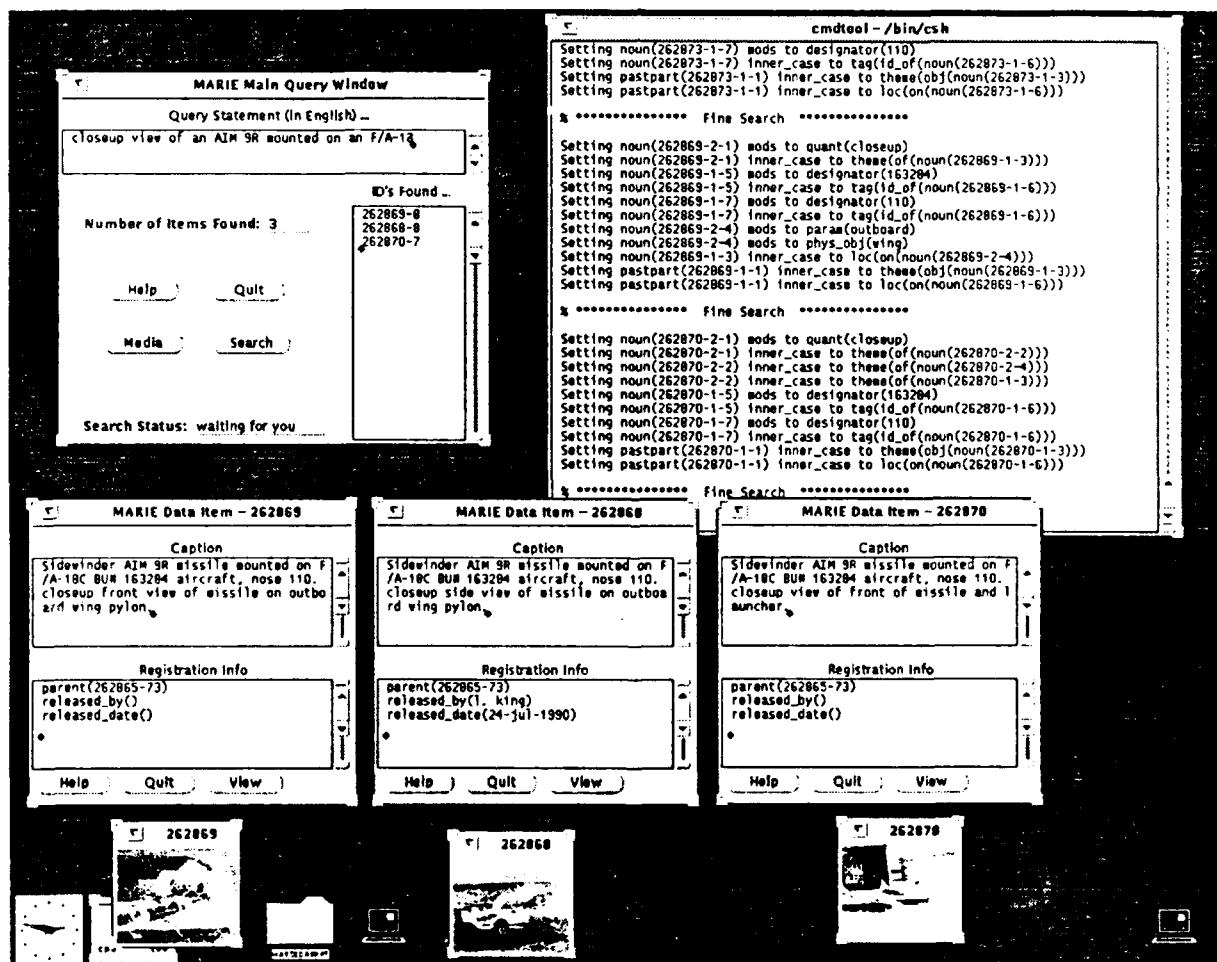 MARIE Main Query Window
Query Statement (in English) ...
closeup view of an AIM 9R mounted on an F/A-18
ID's Found ...
262869-8
262868-8
262870-7
Number of Items Found: 3
Help
Quit
Media
Search
Search Status: waiting for you
cmdtool - /bin/csh
Setting noun(262873-1-7) mods to designator(110)
Setting noun(262873-1-7) inner_case to tag(id_of(noun(262873-1-6)))
Setting pastpart(262873-1-1) inner_case to theme(obj(noun(262873-1-3)))
Setting pastpart(262873-1-1) inner_case to loc(on(noun(262873-1-6)))
% *************** Fine Search ***************
Setting noun(262869-2-1) mods to quant(closeup)
Setting noun(262869-2-1) inner_case to theme(of(noun(262869-1-3)))
Setting noun(262869-1-5) mods to designator(163284)
Setting noun(262869-1-5) inner_case to tag(id_of(noun(262869-1-6)))
Setting noun(262869-1-7) mods to designator(110)
Setting noun(262869-1-7) inner_case to tag(id_of(noun(262869-1-6)))
Setting noun(262869-2-4) mods to param(outboard)
Setting noun(262869-2-4) mods to phys_obj(wing)
Setting noun(262869-1-3) inner_case to loc(on(noun(262869-2-4)))
Setting pastpart(262869-1-1) inner_case to theme(obj(noun(262869-1-3)))
Setting pastpart(262869-1-1) inner_case to loc(on(noun(262869-1-6)))
% *************** Fine Search ***************
Setting noun(262870-2-1) mods to quant(closeup)
Setting noun(262870-2-1) inner_case to theme(of(noun(262870-2-2)))
Setting noun(262870-2-2) inner_case to theme(of(noun(262870-2-4)))
Setting noun(262870-2-2) inner_case to theme(of(noun(262870-1-3)))
Setting noun(262870-1-5) mods to designator(163284)
Setting noun(262870-1-5) inner_case to tag(id_of(noun(262870-1-6)))
Setting noun(262870-1-7) mods to designator(110)
Setting noun(262870-1-7) inner_case to tag(id_of(noun(262870-1-6)))
Setting pastpart(262870-1-1) inner_case to theme(obj(noun(262870-1-3)))
Setting pastpart(262870-1-1) inner_case to loc(on(noun(262870-1-6)))
% *************** Fine Search ***************
MARIE Data Item - 262869
Caption
Sidewinder AIM 9R missile mounted on F
/A-18C BU# 163284 aircraft, nose 110.
closeup front view of missile on outbo
ard wing pylon.
Registration Info
parent(262865-73)
released_by()
released_date()
Help
Quit
View
MARIE Data Item - 262868
Caption
Sidewinder AIM 9R missile mounted on F
/A-18C BU# 163284 aircraft, nose 110.
closeup side view of missile on outboa
rd wing pylon.
Registration Info
parent(262865-73)
released_by(l. king)
released_date(24-jul-1990)
Help
Quit
View
MARIE Data Item - 262870
Caption
Sidewinder AIM 9R missile mounted on F
/A-18C BU# 163284 aircraft, nose 110.
closeup view of front of missile and l
auncher.
Registration Info
parent(262865-73)
released_by()
released_date()
Help
Quit
View
262869
262868
262870